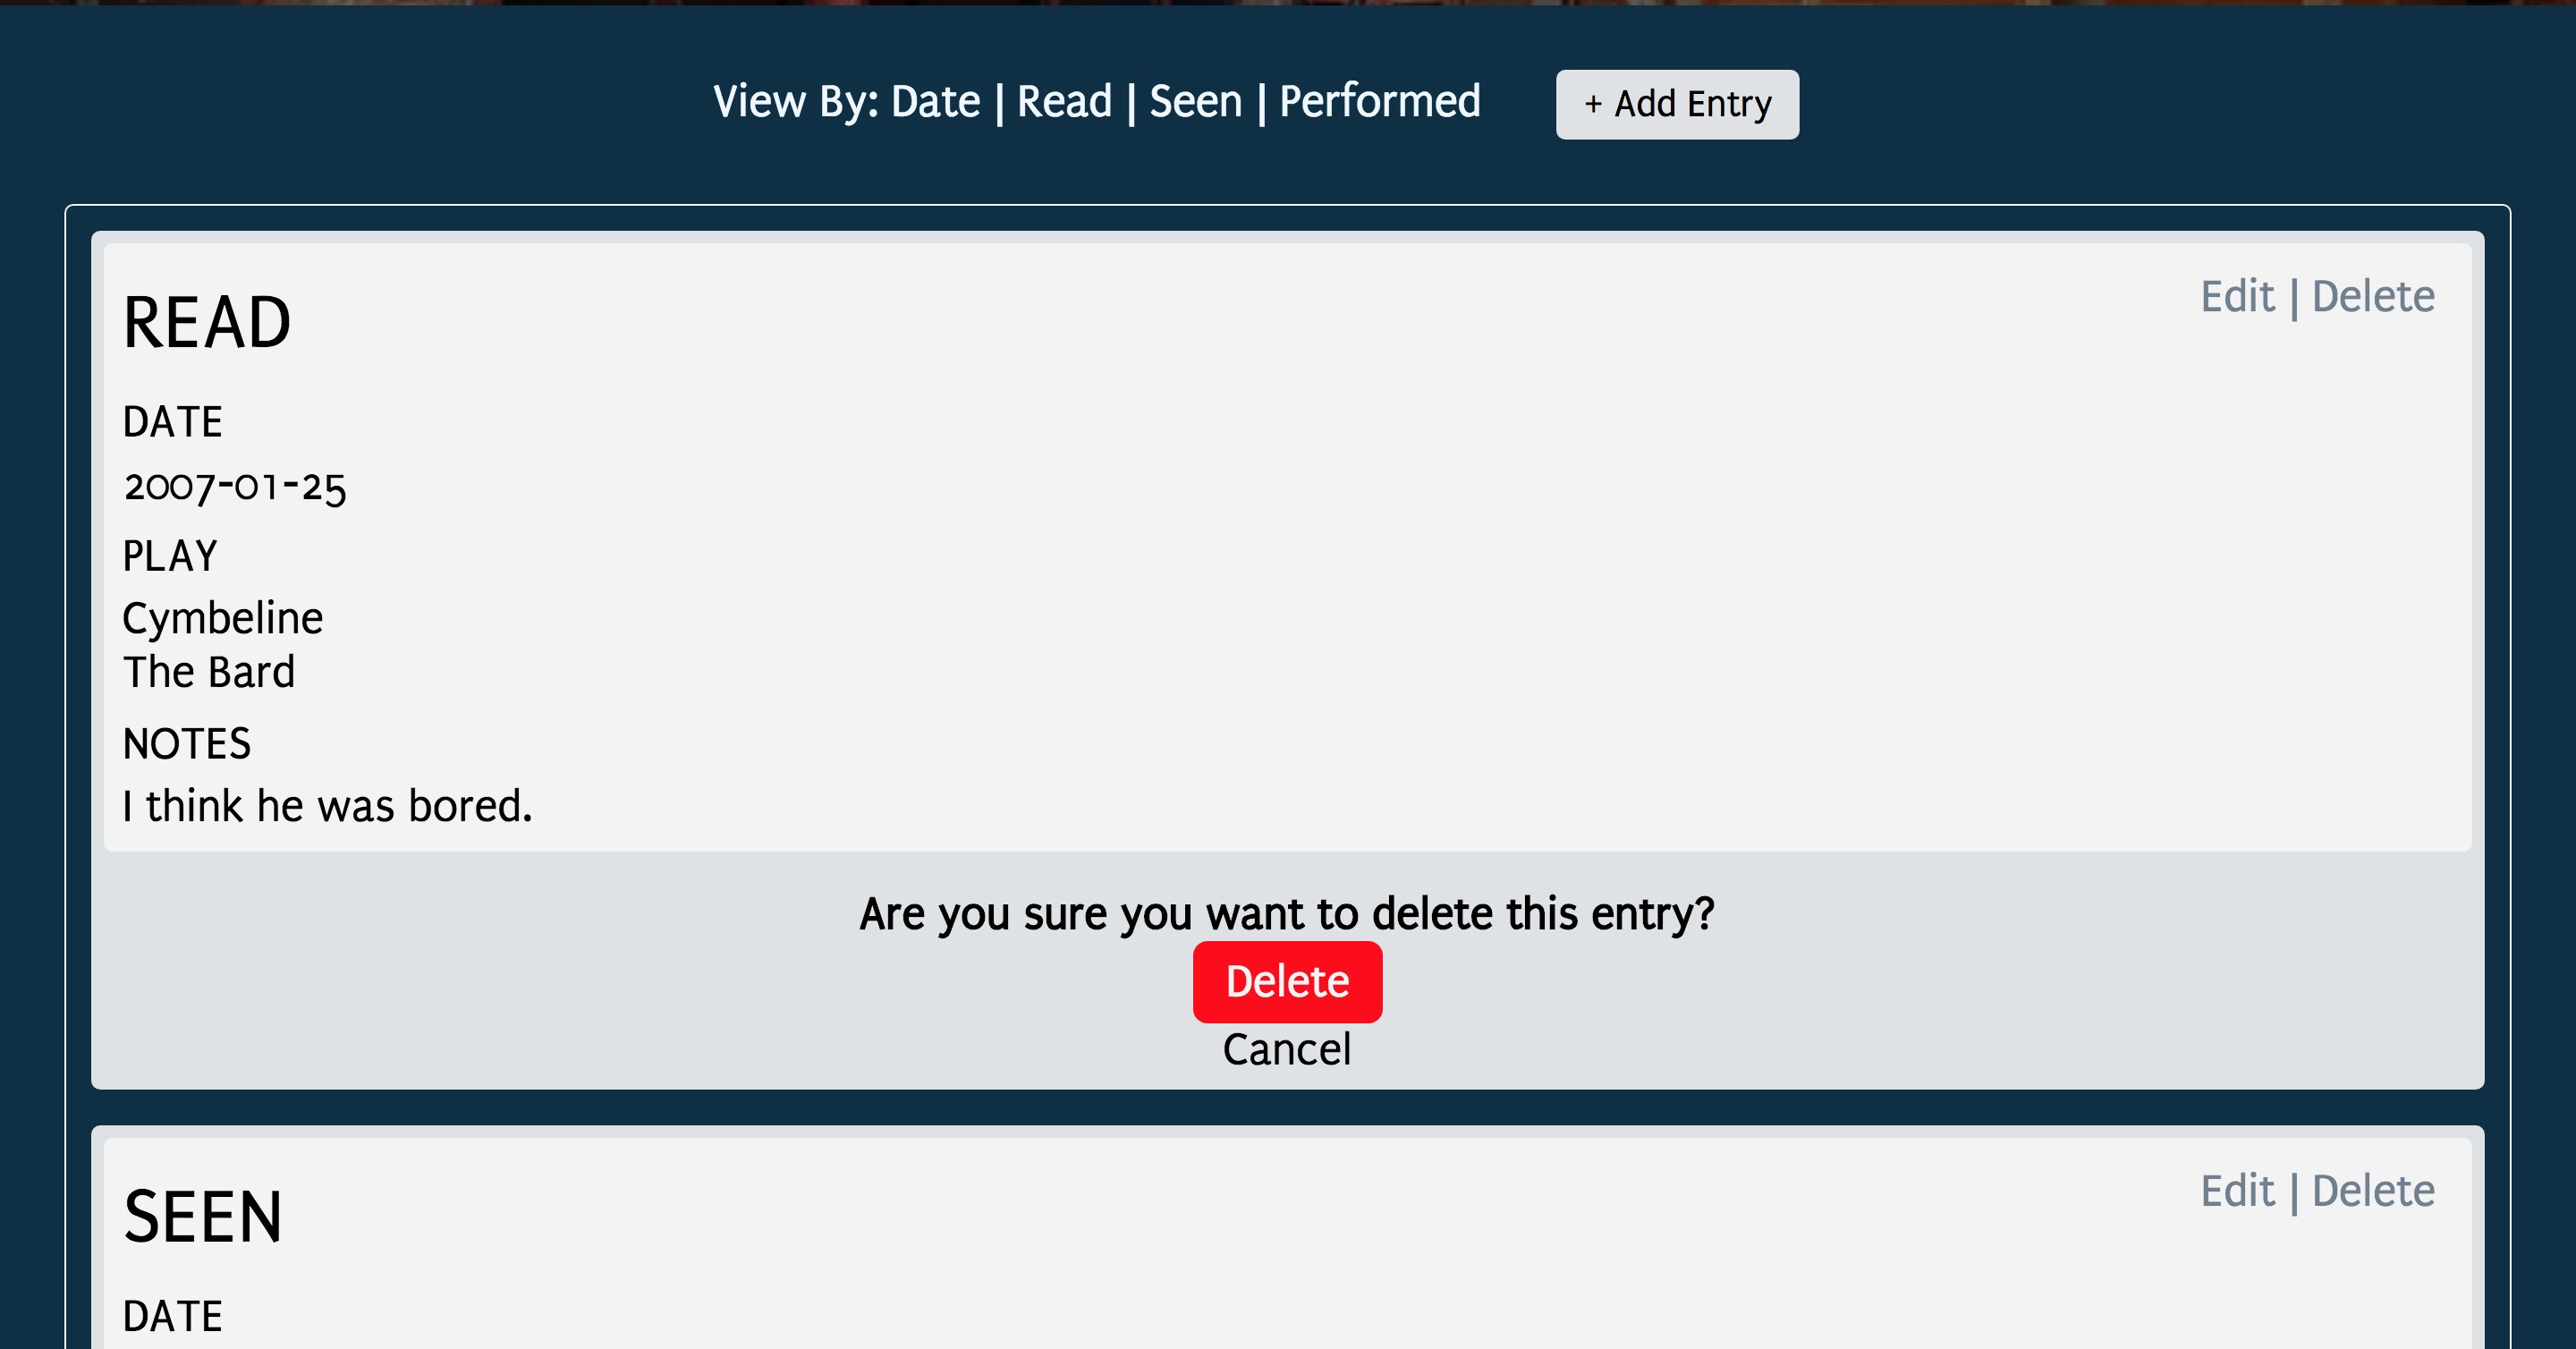 View By: Date | Read | Seen | Performed + Add Entry
READ
Edit | Delete
DATE
2007-01-25
PLAY
Cymbeline
The Bard
NOTES
I think he was bored.
Are you sure you want to delete this entry?
Delete
Cancel
SEEN
Edit | Delete
DATE